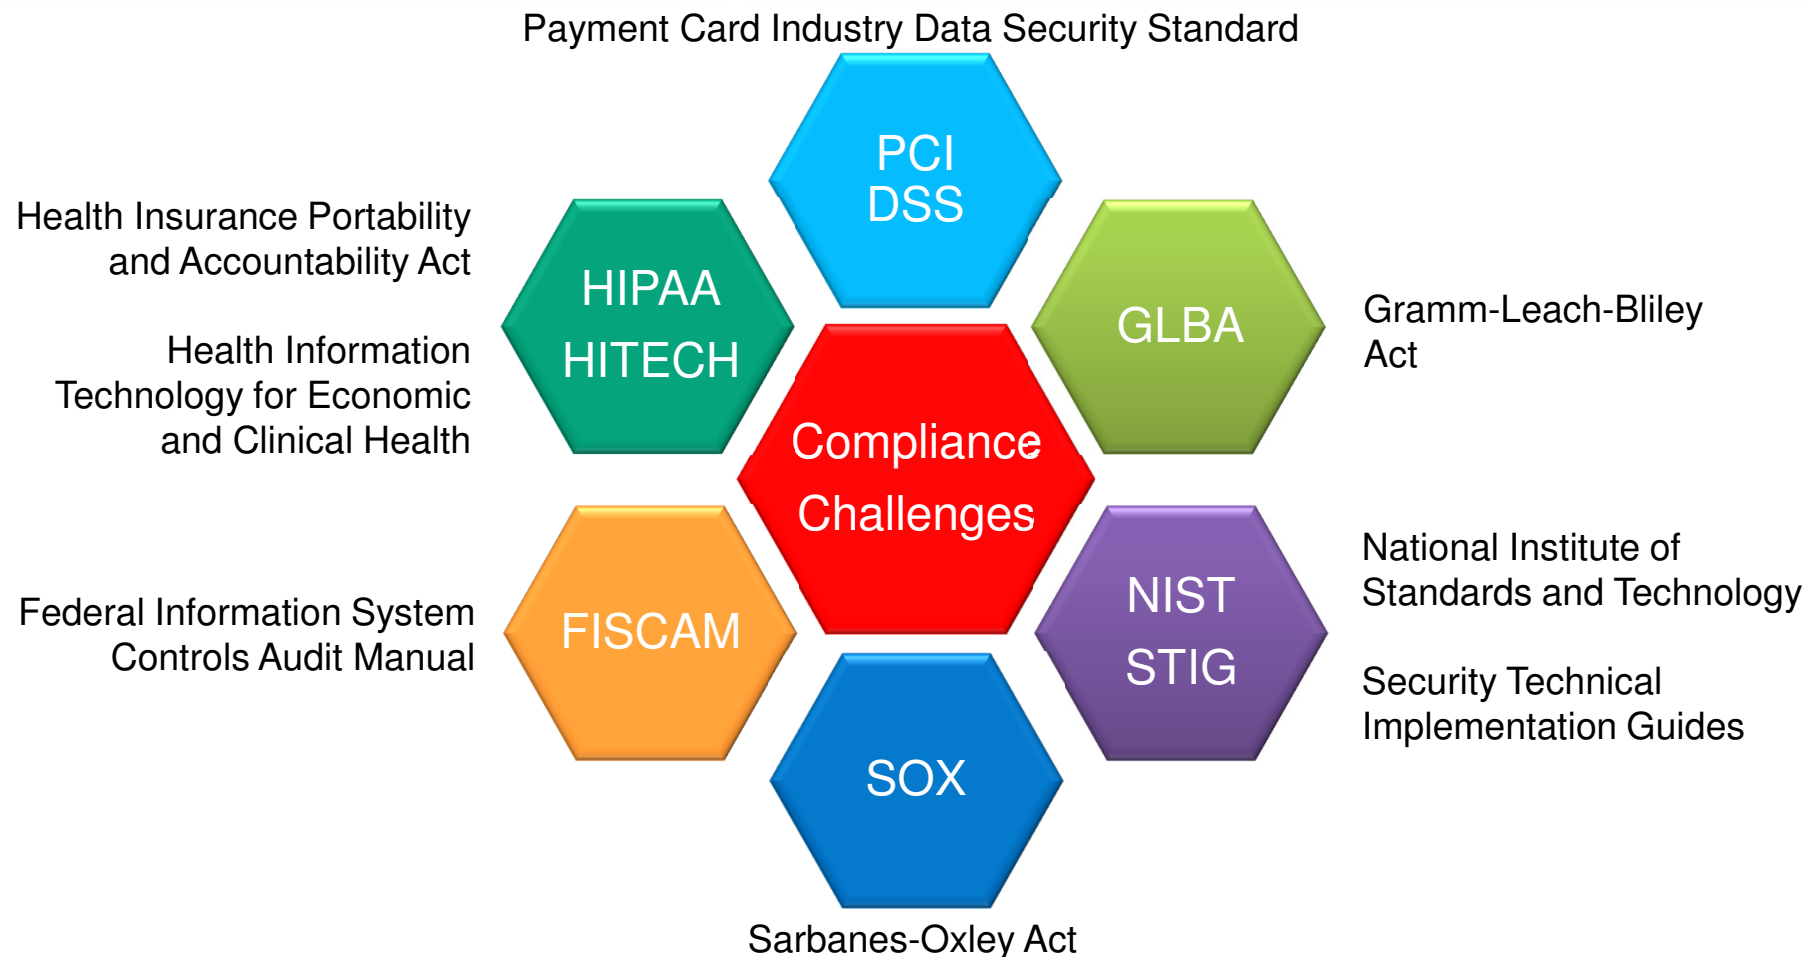 Payment Card Industry Data Security Standard
PCI
DSS
Health Insurance Portability
and Accountability Act
Health Information
Technology for Economic
and Clinical Health
HIPAA
HITECH
GLBA
Gramm-Leach-Bliley
Act
Compliance
Challenges
Federal Information System
Controls Audit Manual
FISCAM
NIST
STIG
National Institute of
Standards and Technology
Security Technical
Implementation Guides
SOX
Sarbanes-Oxley Act